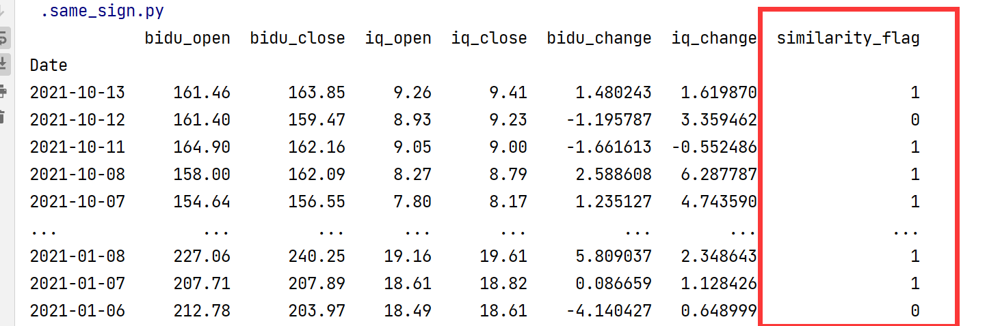 .same_sign.py
bidu_open bidu_close iq_open iq_close bidu_change iq_change similarity_flag
Date
2021-10-13 161.46 163.85 9.26 9.41 1.480243 1.619870 1
2021-10-12 161.40 159.47 8.93 9.23 -1.195787 3.359462 0
2021-10-11 164.90 162.16 9.05 9.00 -1.661613 -0.552486 1
2021-10-08 158.00 162.09 8.27 8.79 2.588608 6.287787 1
2021-10-07 154.64 156.55 7.80 8.17 1.235127 4.743590 1
... ... ... ... ... ... ... ...
2021-01-08 227.06 240.25 19.16 19.61 5.809037 2.348643 1
2021-01-07 207.71 207.89 18.61 18.82 0.086659 1.128426 1
2021-01-06 212.78 203.97 18.49 18.61 -4.140427 0.648999 0